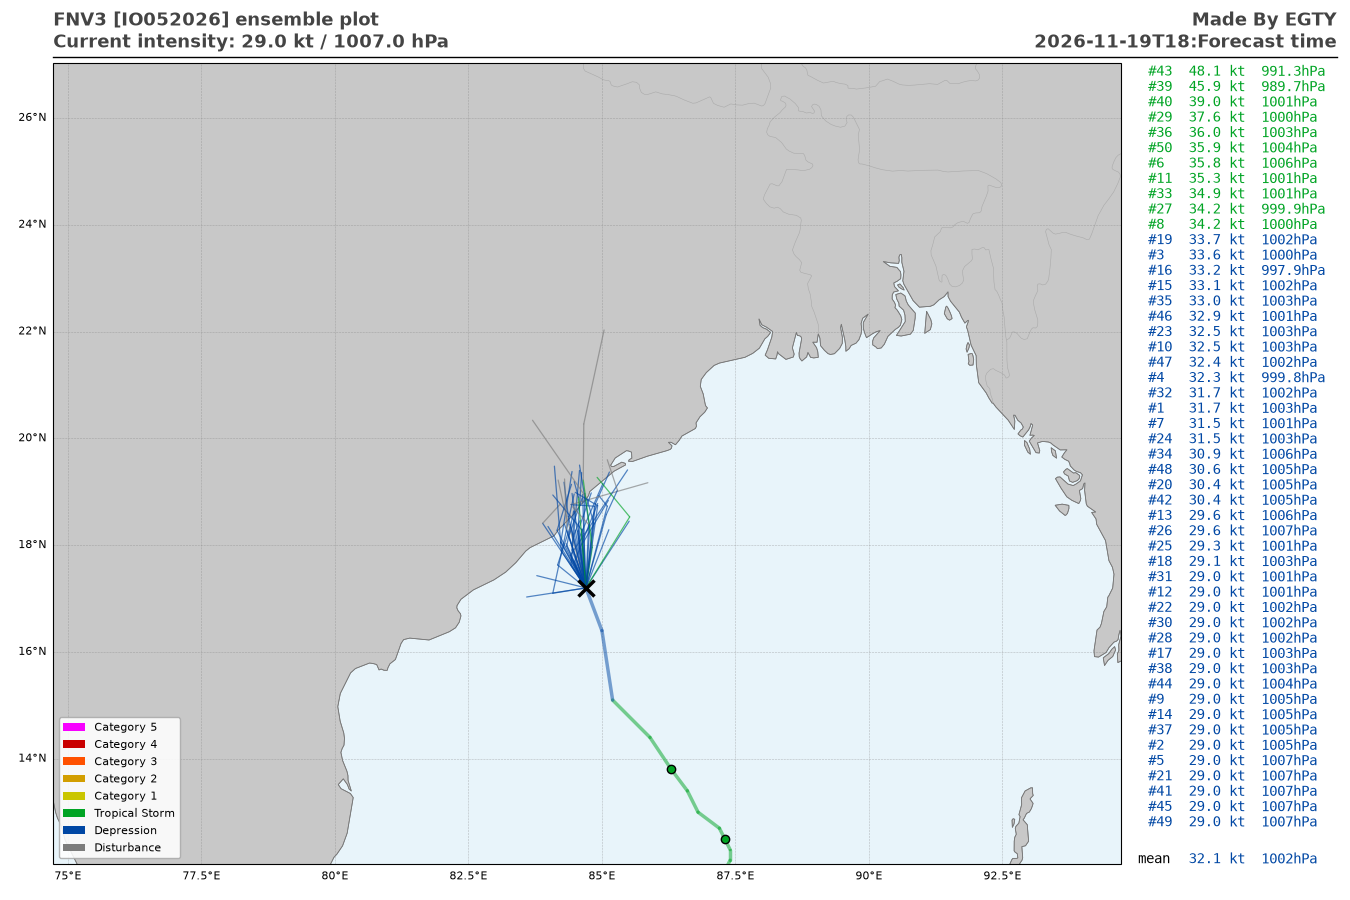 FNV3 [IO052026] ensemble plot
Current intensity: 29.0 kt / 1007.0 hPa
Made By EGTY
2026-11-19T18:Forecast time
26°N
24°N
22°N
20°N
18°N
16°N
14°N
75°E
77.5°E
80°E
82.5°E
85°E
87.5°E
90°E
92.5°E
Category 5
Category 4
Category 3
Category 2
Category 1
Tropical Storm
Depression
Disturbance
#43 48.1 kt 991.3hPa
#39 45.9 kt 989.7hPa
#40 39.0 kt 1001hPa
#29 37.6 kt 1000hPa
#36 36.0 kt 1003hPa
#50 35.9 kt 1004hPa
#6 35.8 kt 1006hPa
#11 35.3 kt 1001hPa
#33 34.9 kt 1001hPa
#27 34.2 kt 999.9hPa
#8 34.2 kt 1000hPa
#19 33.7 kt 1002hPa
#3 33.6 kt 1000hPa
#16 33.2 kt 997.9hPa
#15 33.1 kt 1002hPa
#35 33.0 kt 1003hPa
#46 32.9 kt 1001hPa
#23 32.5 kt 1003hPa
#10 32.5 kt 1003hPa
#47 32.4 kt 1002hPa
#4 32.3 kt 999.8hPa
#32 31.7 kt 1002hPa
#1 31.7 kt 1003hPa
#7 31.5 kt 1001hPa
#24 31.5 kt 1003hPa
#34 30.9 kt 1006hPa
#48 30.6 kt 1005hPa
#20 30.4 kt 1005hPa
#42 30.4 kt 1005hPa
#13 29.6 kt 1006hPa
#26 29.6 kt 1007hPa
#25 29.3 kt 1001hPa
#18 29.1 kt 1003hPa
#31 29.0 kt 1001hPa
#12 29.0 kt 1001hPa
#22 29.0 kt 1002hPa
#30 29.0 kt 1002hPa
#28 29.0 kt 1002hPa
#17 29.0 kt 1003hPa
#38 29.0 kt 1003hPa
#44 29.0 kt 1004hPa
#9 29.0 kt 1005hPa
#14 29.0 kt 1005hPa
#37 29.0 kt 1005hPa
#2 29.0 kt 1005hPa
#5 29.0 kt 1007hPa
#21 29.0 kt 1007hPa
#41 29.0 kt 1007hPa
#45 29.0 kt 1007hPa
#49 29.0 kt 1007hPa
mean 32.1 kt 1002hPa